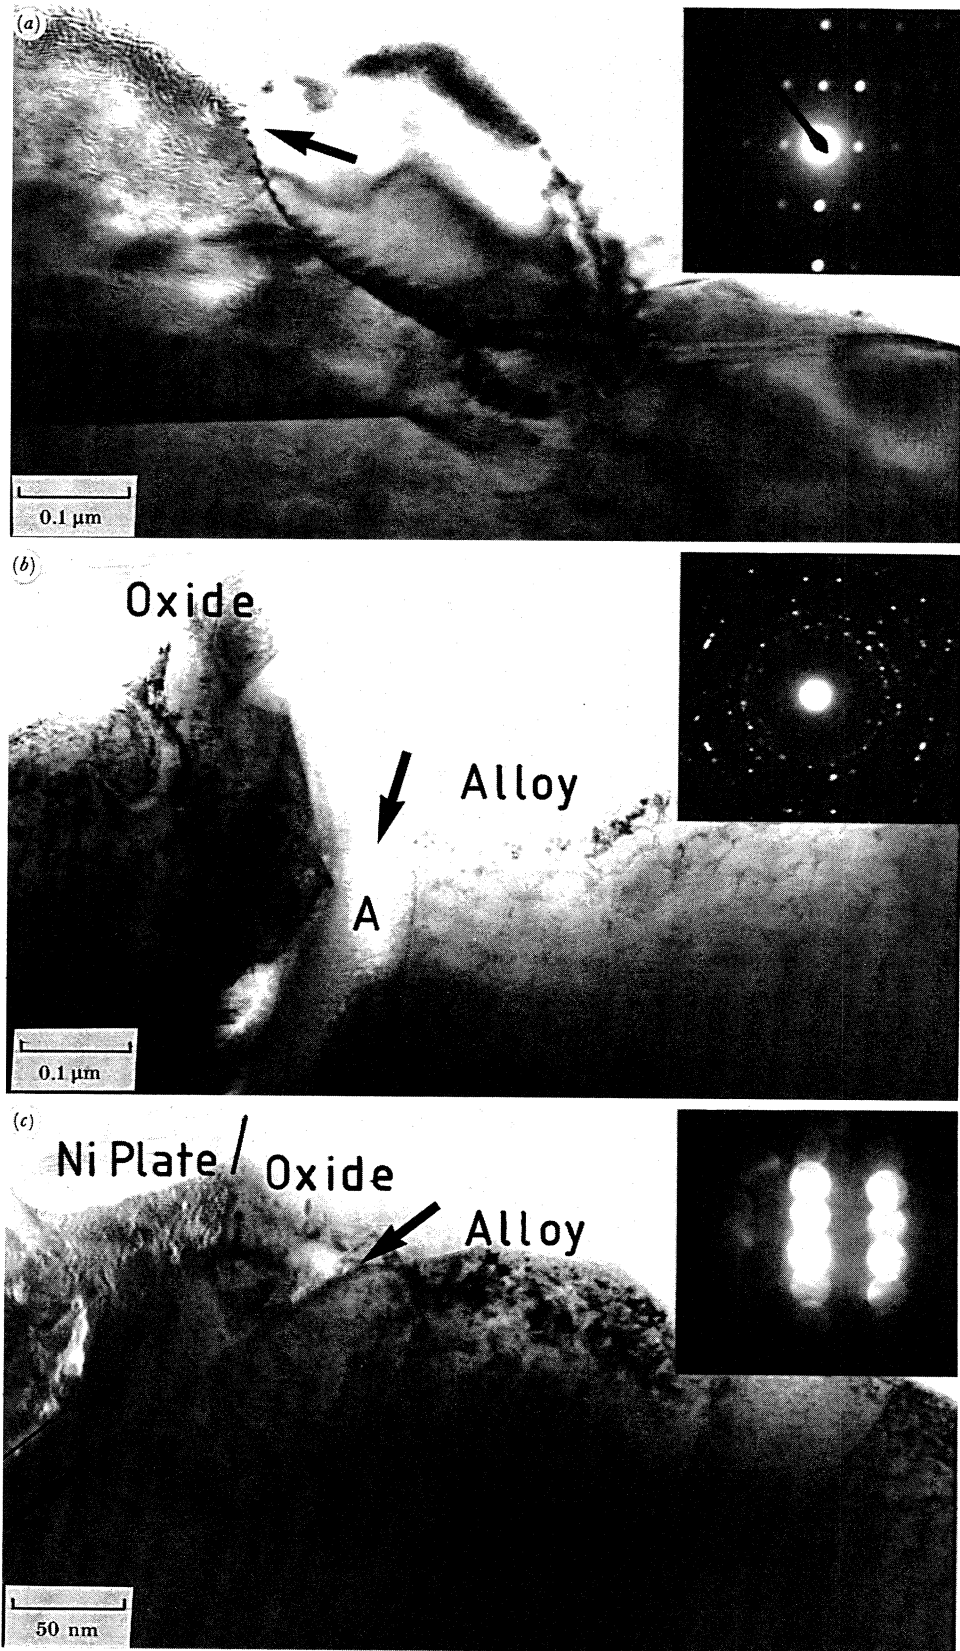 (a)
0.1 μm
(b)
Oxide
Alloy
A
0.1 μm
(c)
Ni Plate / Oxide
Alloy
50 nm